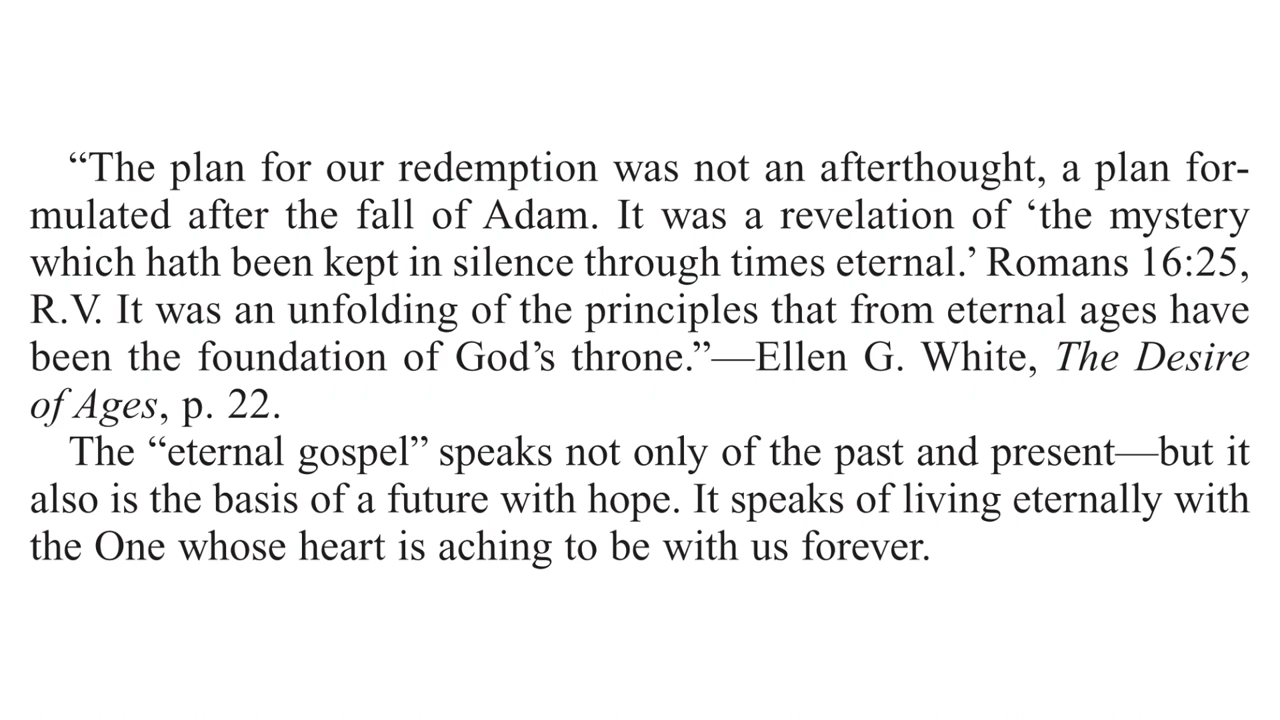 “The plan for our redemption was not an afterthought, a plan for-
mulated after the fall of Adam. It was a revelation of ‘the mystery
which hath been kept in silence through times eternal.’ Romans 16:25,
R.V. It was an unfolding of the principles that from eternal ages have
been the foundation of God’s throne.”—Ellen G. White, The Desire
of Ages, p. 22.
The “eternal gospel” speaks not only of the past and present—but it
also is the basis of a future with hope. It speaks of living eternally with
the One whose heart is aching to be with us forever.